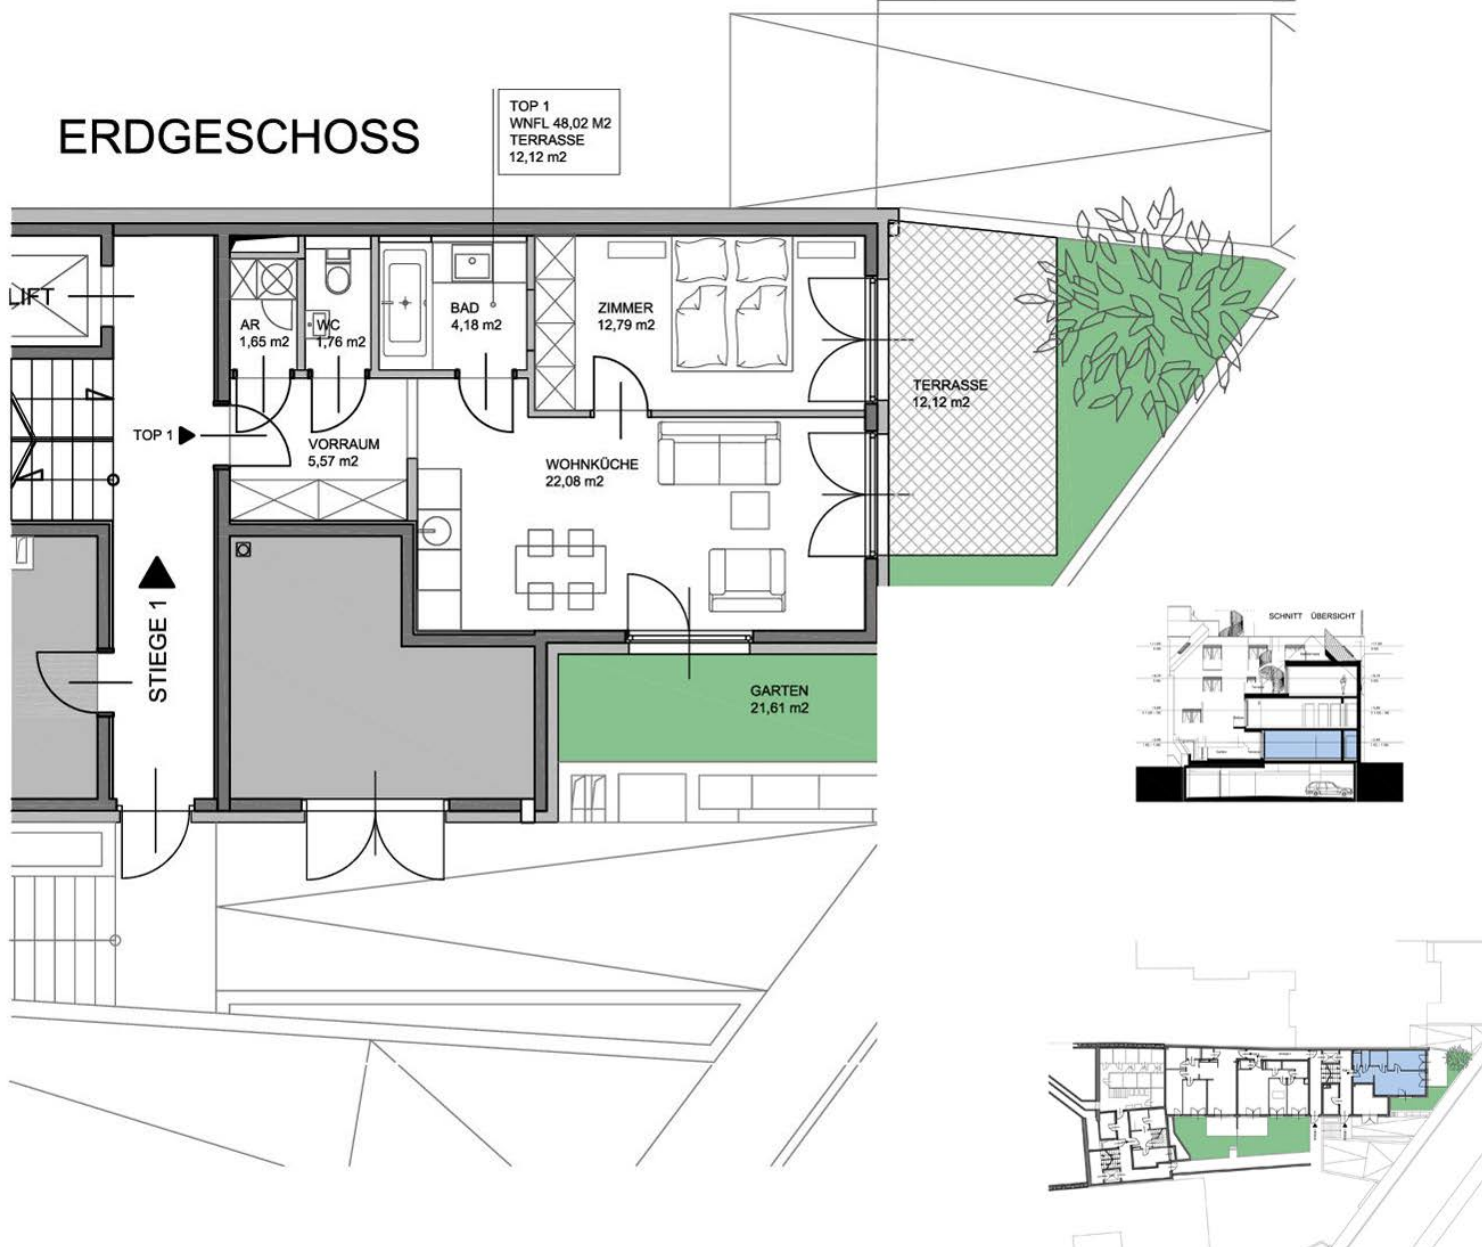 ERDGESCHOSS
TOP 1
WNFL 48,02 M2
TERRASSE
12,12 m2
LIFT
AR
1,65 m2
WC
1,76 m2
BAD
4,18 m2
ZIMMER
12,79 m2
TERRASSE
12,12 m2
TOP 1
VORRAUM
5,57 m2
WOHNKÜCHE
22,08 m2
STIEGE 1
GARTEN
21,61 m2
SCHNITT ÜBERSICHT